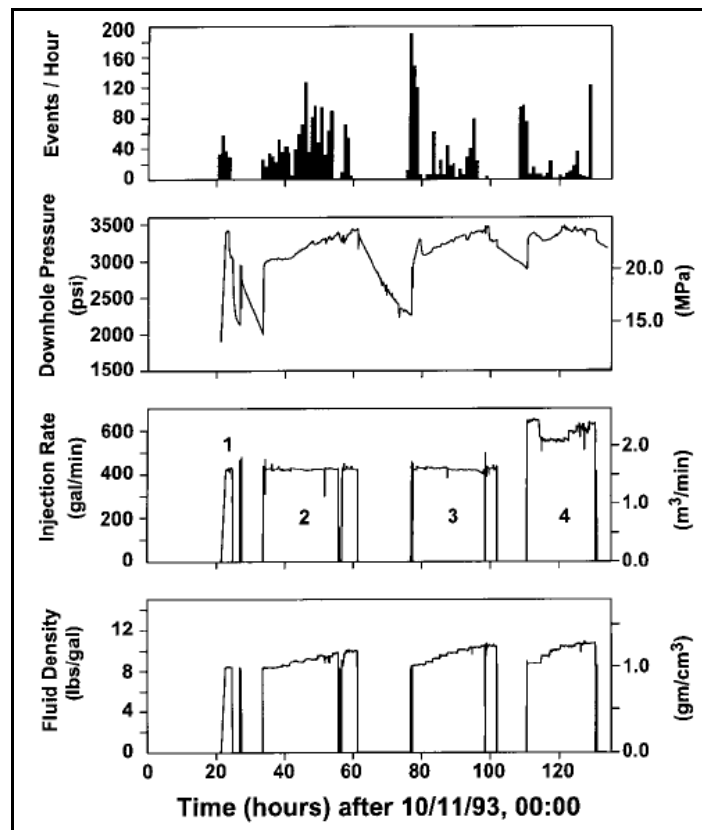 Events / Hour
200
160
120
80
40
0
Downhole Pressure
(psi)
3500
3000
2500
2000
1500
20.0
15.0
(MPa)
Injection Rate
(gal/min)
600
400
200
0
1
2
3
4
2.0
1.0
0.0
(m³/min)
Fluid Density
(lbs/gal)
12
8
4
0
1.0
0.0
(gm/cm³)
0 20 40 60 80 100 120
Time (hours) after 10/11/93, 00:00